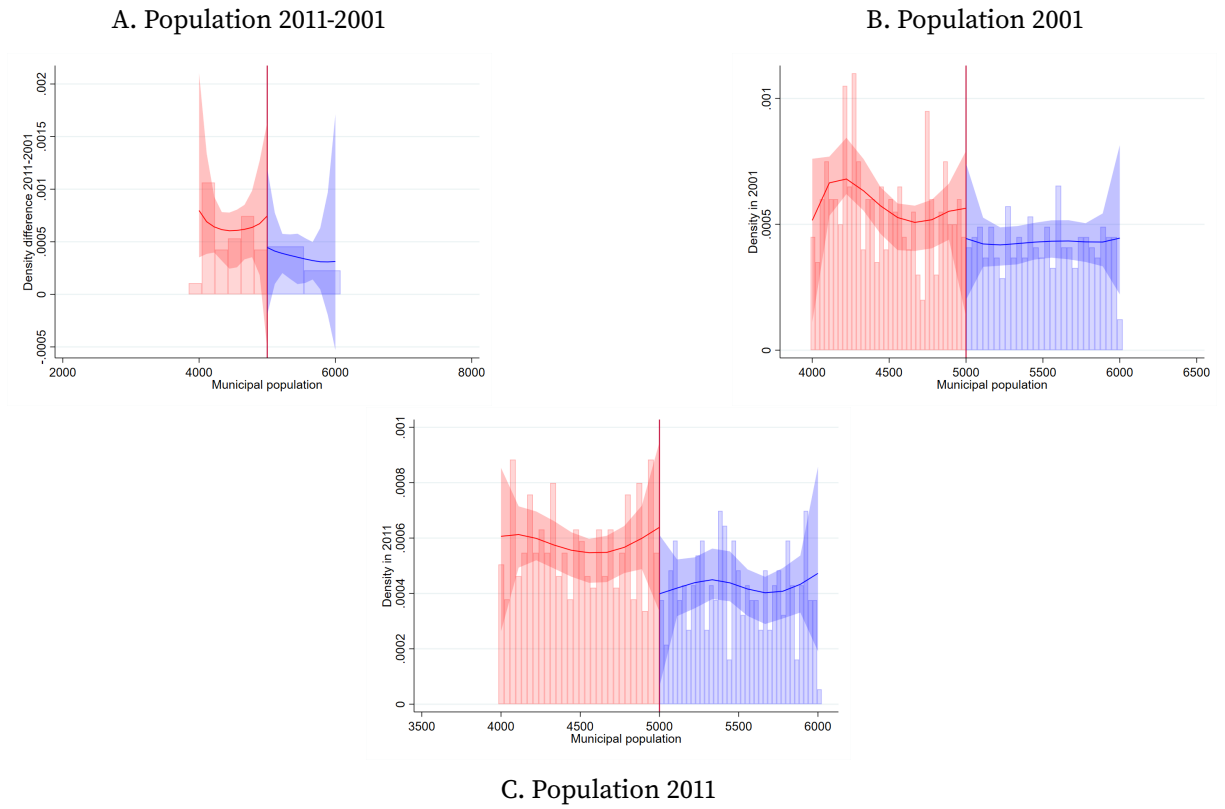 A. Population 2011-2001
B. Population 2001
Density difference 2011-2001
-.0005 0 .0005 .001 .0015 .002
2000 4000 6000 8000
Municipal population
Density in 2001
0 .0005 .001
4000 4500 5000 5500 6000 6500
Municipal population
Density in 2011
0 .0002 .0004 .0006 .0008 .001
3500 4000 4500 5000 5500 6000
Municipal population
C. Population 2011